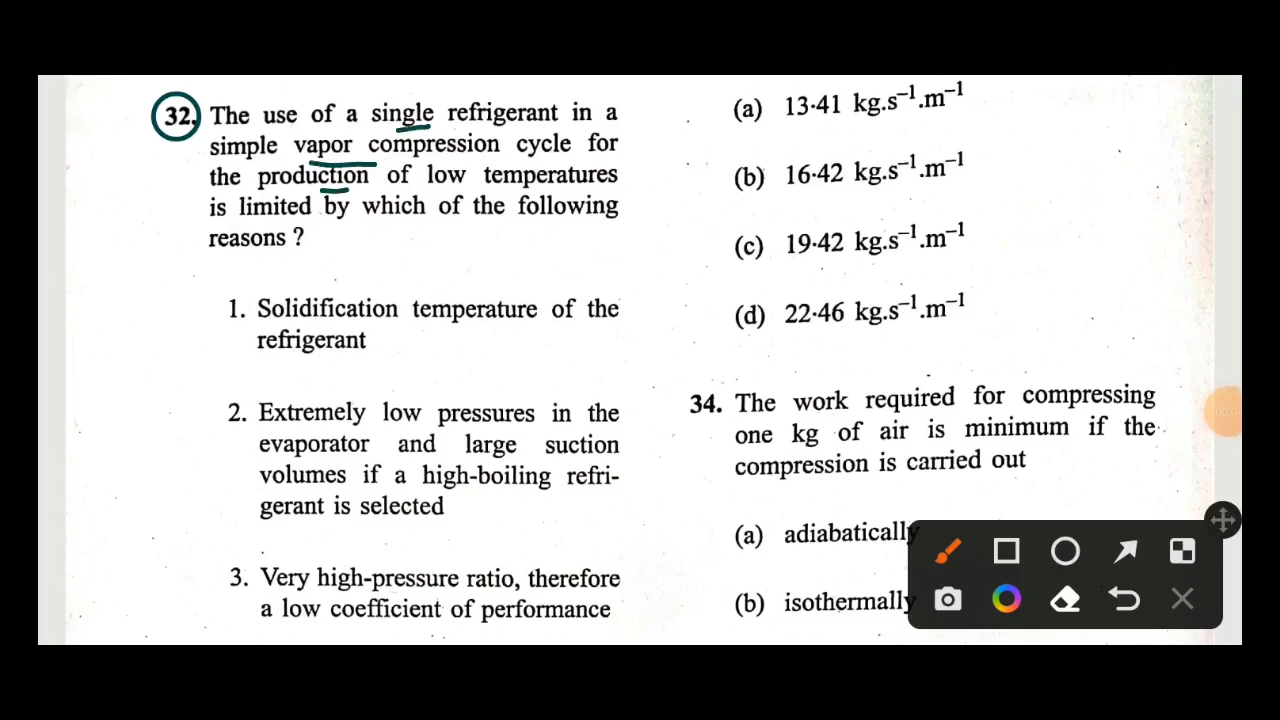 32. The use of a single refrigerant in a
simple vapor compression cycle for
the production of low temperatures
is limited by which of the following
reasons ?
1. Solidification temperature of the
refrigerant
2. Extremely low pressures in the
evaporator and large suction
volumes if a high-boiling refri-
gerant is selected
3. Very high-pressure ratio, therefore
a low coefficient of performance
(a) 13·41 kg.s⁻¹.m⁻¹
(b) 16·42 kg.s⁻¹.m⁻¹
(c) 19·42 kg.s⁻¹.m⁻¹
(d) 22·46 kg.s⁻¹.m⁻¹
34. The work required for compressing
one kg of air is minimum if the
compression is carried out
(a) adiabatically
(b) isothermally